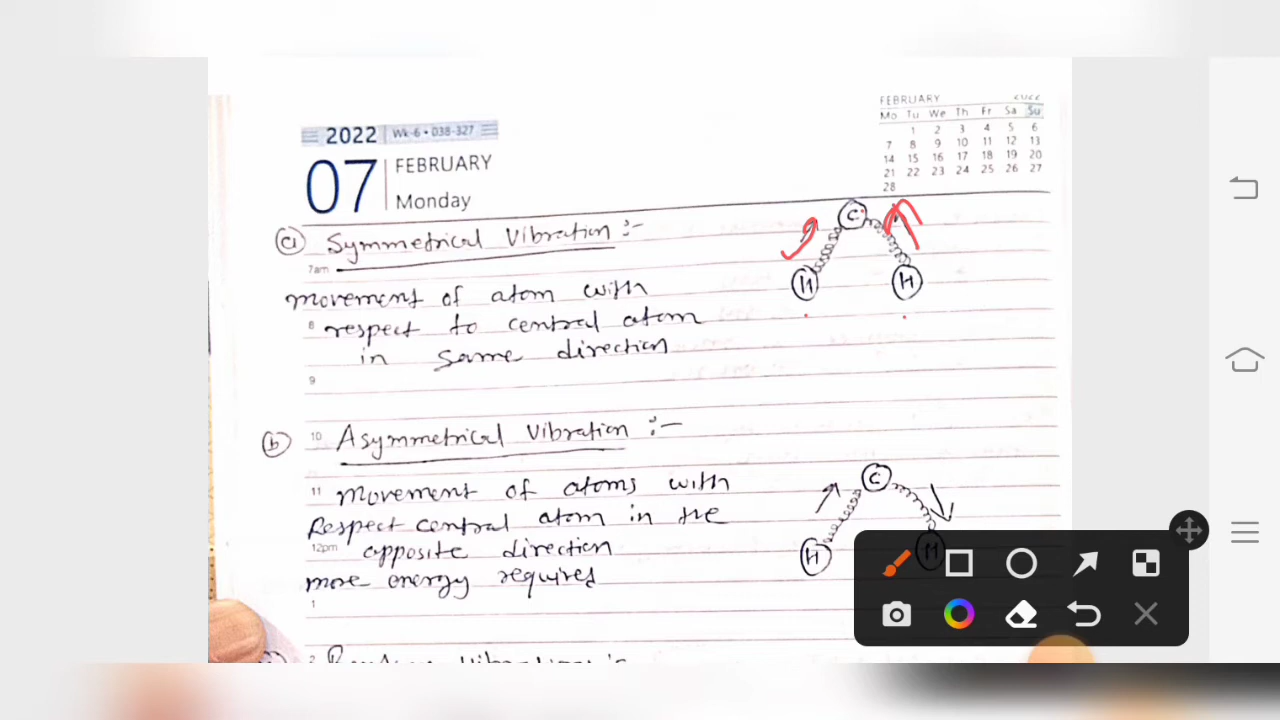 2022 Wk-6 • 038-327
07 FEBRUARY
Monday
FEBRUARY 2022
Mo Tu We Th Fr Sa Su
1 2 3 4 5 6
7 8 9 10 11 12 13
14 15 16 17 18 19 20
21 22 23 24 25 26 27
28
(a) Symmetrical Vibration :-
C
7am
H H
movement of atom with
8 respect to central atom
in same direction
9
(b) 10 Asymmetrical Vibration :-
C
11 movement of atoms with
Respect central atom in the
12pm opposite direction
H H
more energy requires
1
2